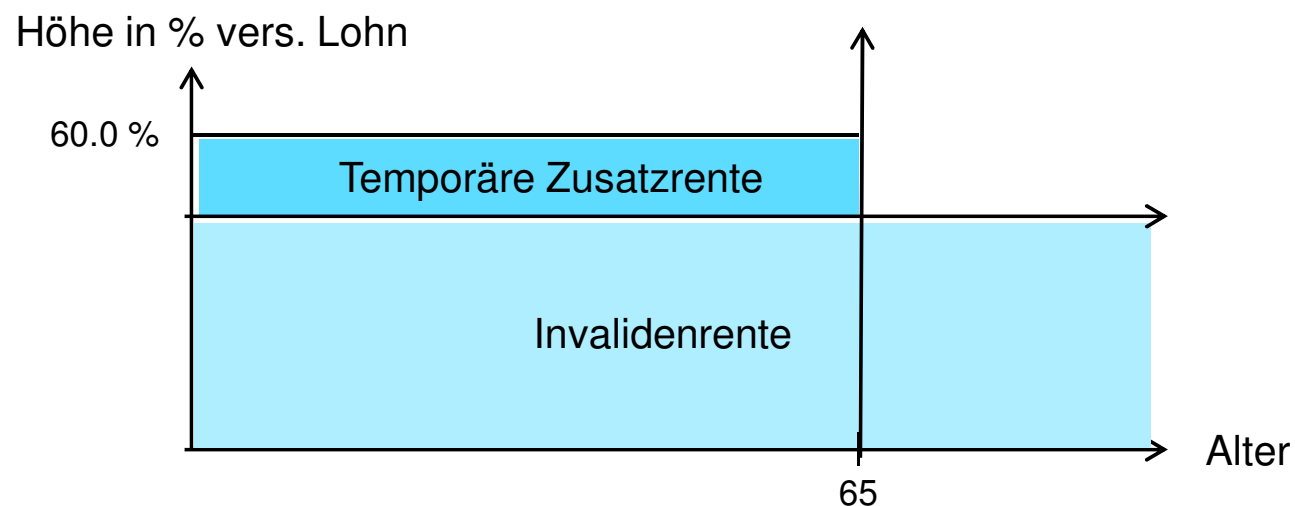 Höhe in % vers. Lohn
60.0 %
Temporäre Zusatzrente
Invalidenrente
Alter
65